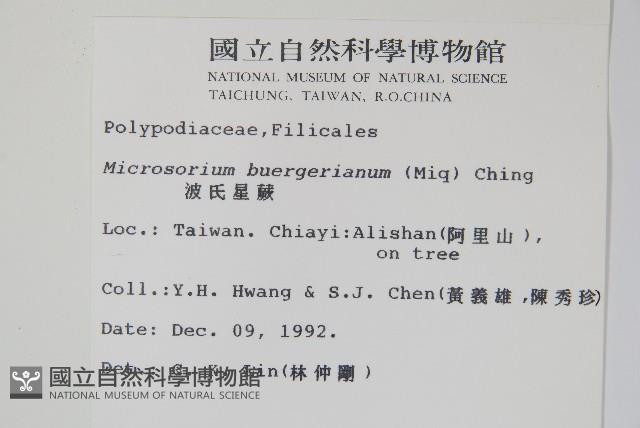 國立自然科學博物館
NATIONAL MUSEUM OF NATURAL SCIENCE
TAICHUNG, TAIWAN, R.O.CHINA
Polypodiaceae,Filicales
Microsorium buergerianum (Miq) Ching
波氏星蕨
Loc.: Taiwan. Chiayi:Alishan(阿里山),
on tree
Coll.:Y.H. Hwang & S.J. Chen(黃義雄,陳秀珍)
Date: Dec. 09, 1992.
Det. Lin(林仲剛)
國立自然科學博物館
NATIONAL MUSEUM OF NATURAL SCIENCE